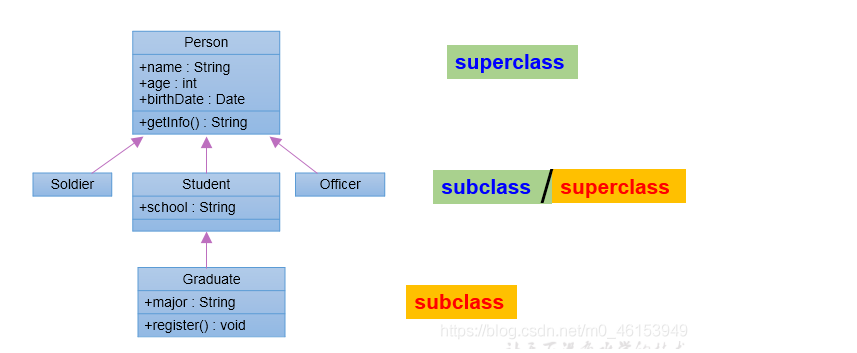 Person
+name : String
+age : int
+birthDate : Date
+getInfo() : String
superclass
Soldier
Student
+school : String
Officer
subclass / superclass
Graduate
+major : String
+register() : void
subclass
https://blog.csdn.net/m0_46153949